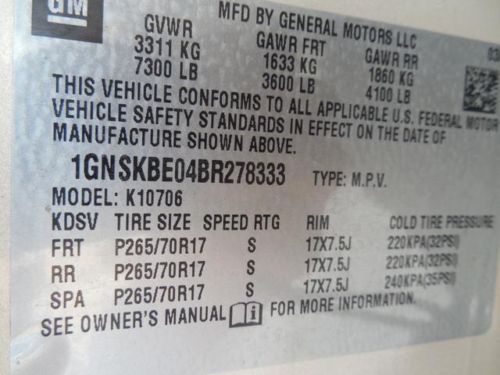 GM
MFD BY GENERAL MOTORS LLC
GVWR GAWR FRT GAWR RR
3311 KG 1633 KG 1860 KG
7300 LB 3600 LB 4100 LB
THIS VEHICLE CONFORMS TO ALL APPLICABLE U.S. FEDERAL MOTOR
VEHICLE SAFETY STANDARDS IN EFFECT ON THE DATE OF
MANUFACTURE SHOWN ABOVE.
1GNSKBE04BR278333 TYPE: M.P.V.
MODEL: K10706
KDSV TIRE SIZE SPEED RTG RIM COLD TIRE PRESSURE
FRT P265/70R17 S 17X7.5J 220KPA(32PSI)
RR P265/70R17 S 17X7.5J 220KPA(32PSI)
SPA P265/70R17 S 17X7.5J 240KPA(35PSI)
SEE OWNER'S MANUAL FOR MORE INFORMATION.